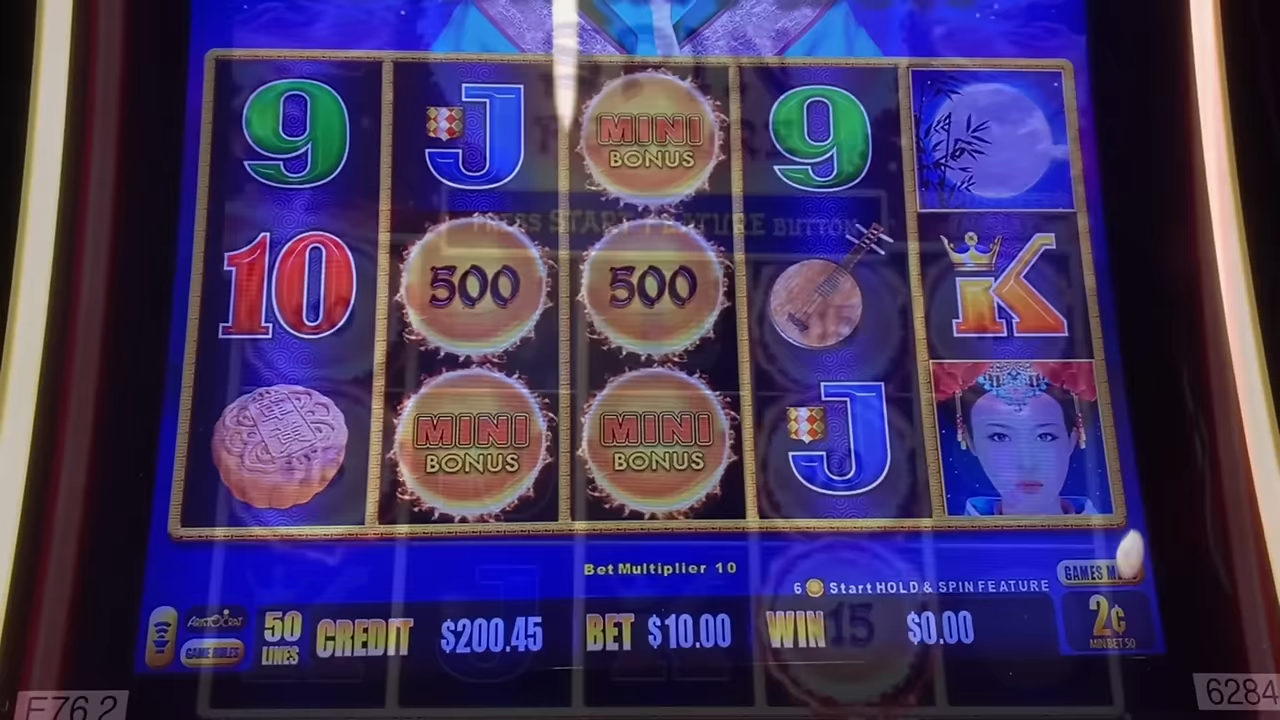 9 J MINI BONUS 9
PRESS START FEATURE BUTTON
10 500 500 K
MINI BONUS MINI BONUS J
Bet Multiplier 10
6 Start HOLD & SPIN FEATURE
GAMES
ARISTOCRAT
GAME RULES
50 LINES
CREDIT $200.45
BET $10.00
WIN $0.00
15
2¢
MIN BET 50
E76 2
6284